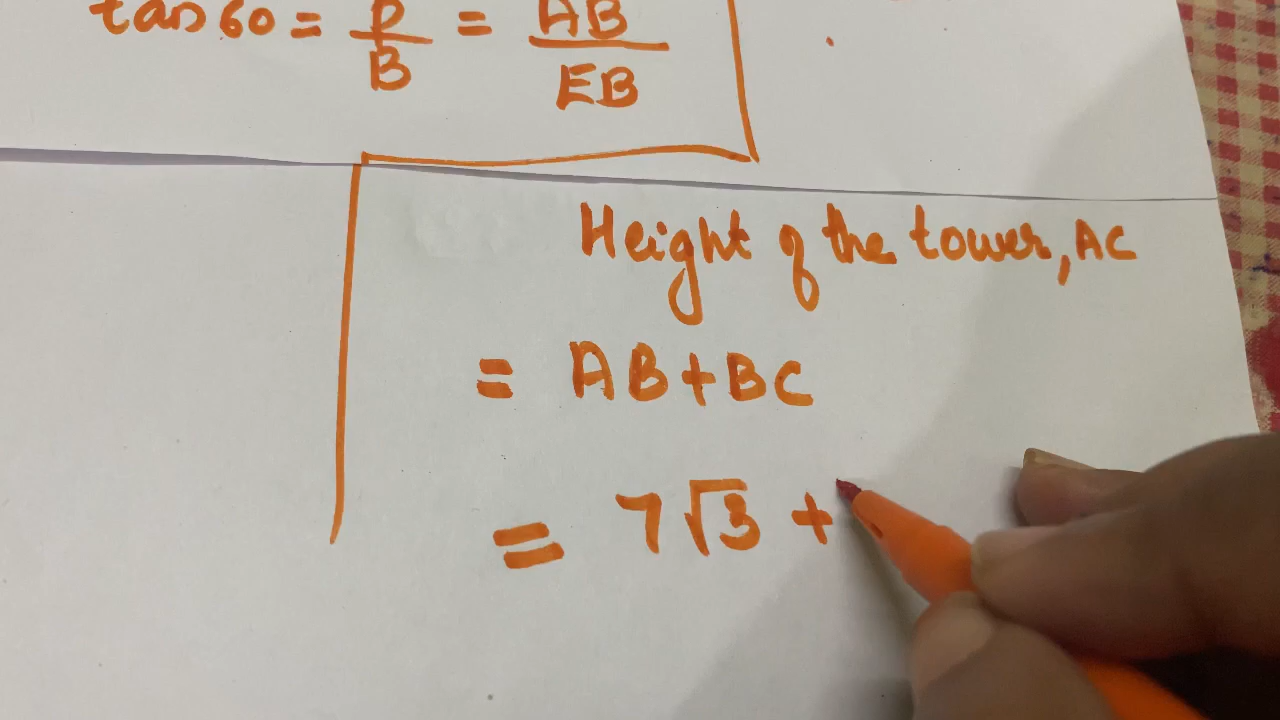 tan 60 = P/B = AB/EB
Height of the tower, AC
= AB+BC
= 7√3 +